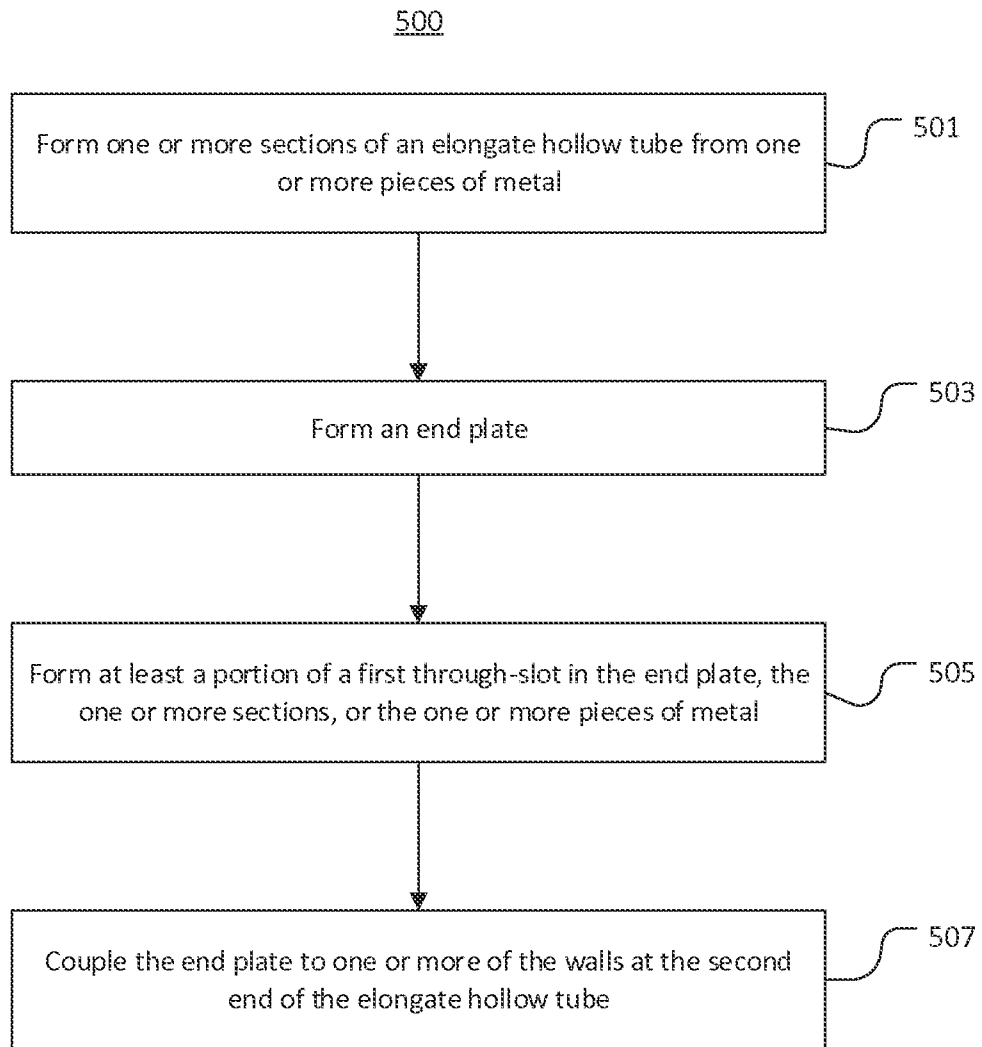 500
Form one or more sections of an elongate hollow tube from one
or more pieces of metal
501
Form an end plate
503
Form at least a portion of a first through-slot in the end plate, the
one or more sections, or the one or more pieces of metal
505
Couple the end plate to one or more of the walls at the second
end of the elongate hollow tube
507